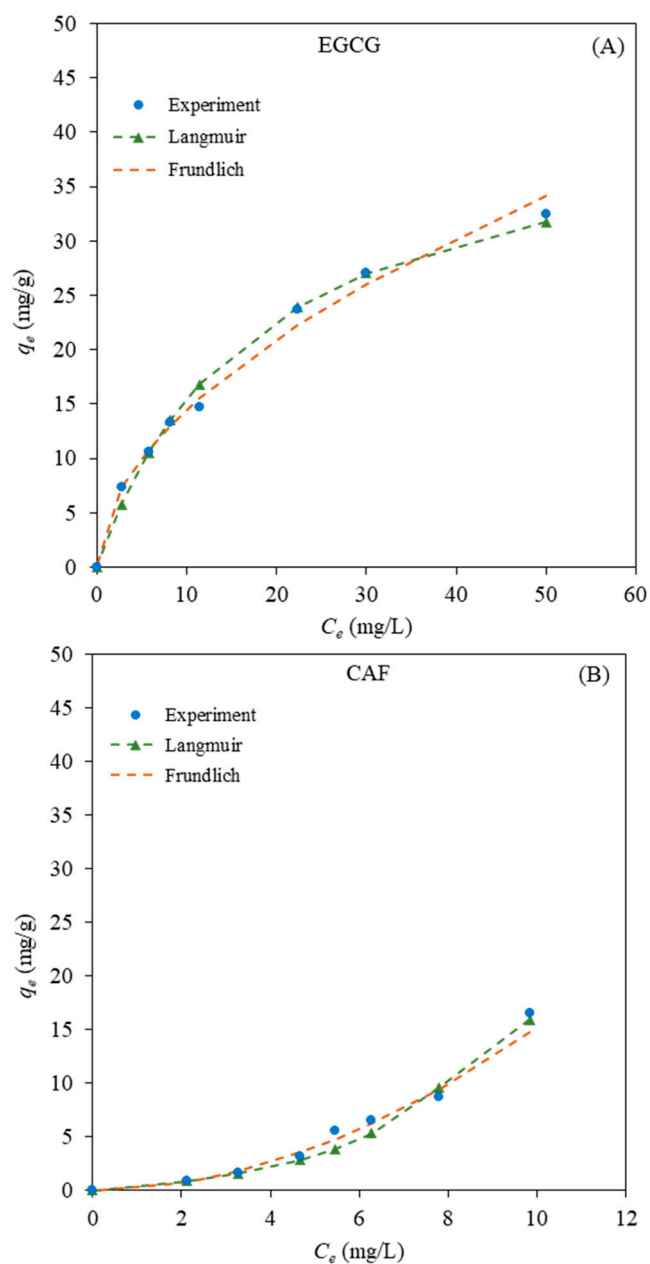 EGCG
(A)
50
45
40
35
30
25
20
15
10
5
0
Experiment
Langmuir
Frundlich
qe (mg/g)
0 10 20 30 40 50 60
Ce (mg/L)
CAF
(B)
50
45
40
35
30
25
20
15
10
5
0
Experiment
Langmuir
Frundlich
qe (mg/g)
0 2 4 6 8 10 12
Ce (mg/L)